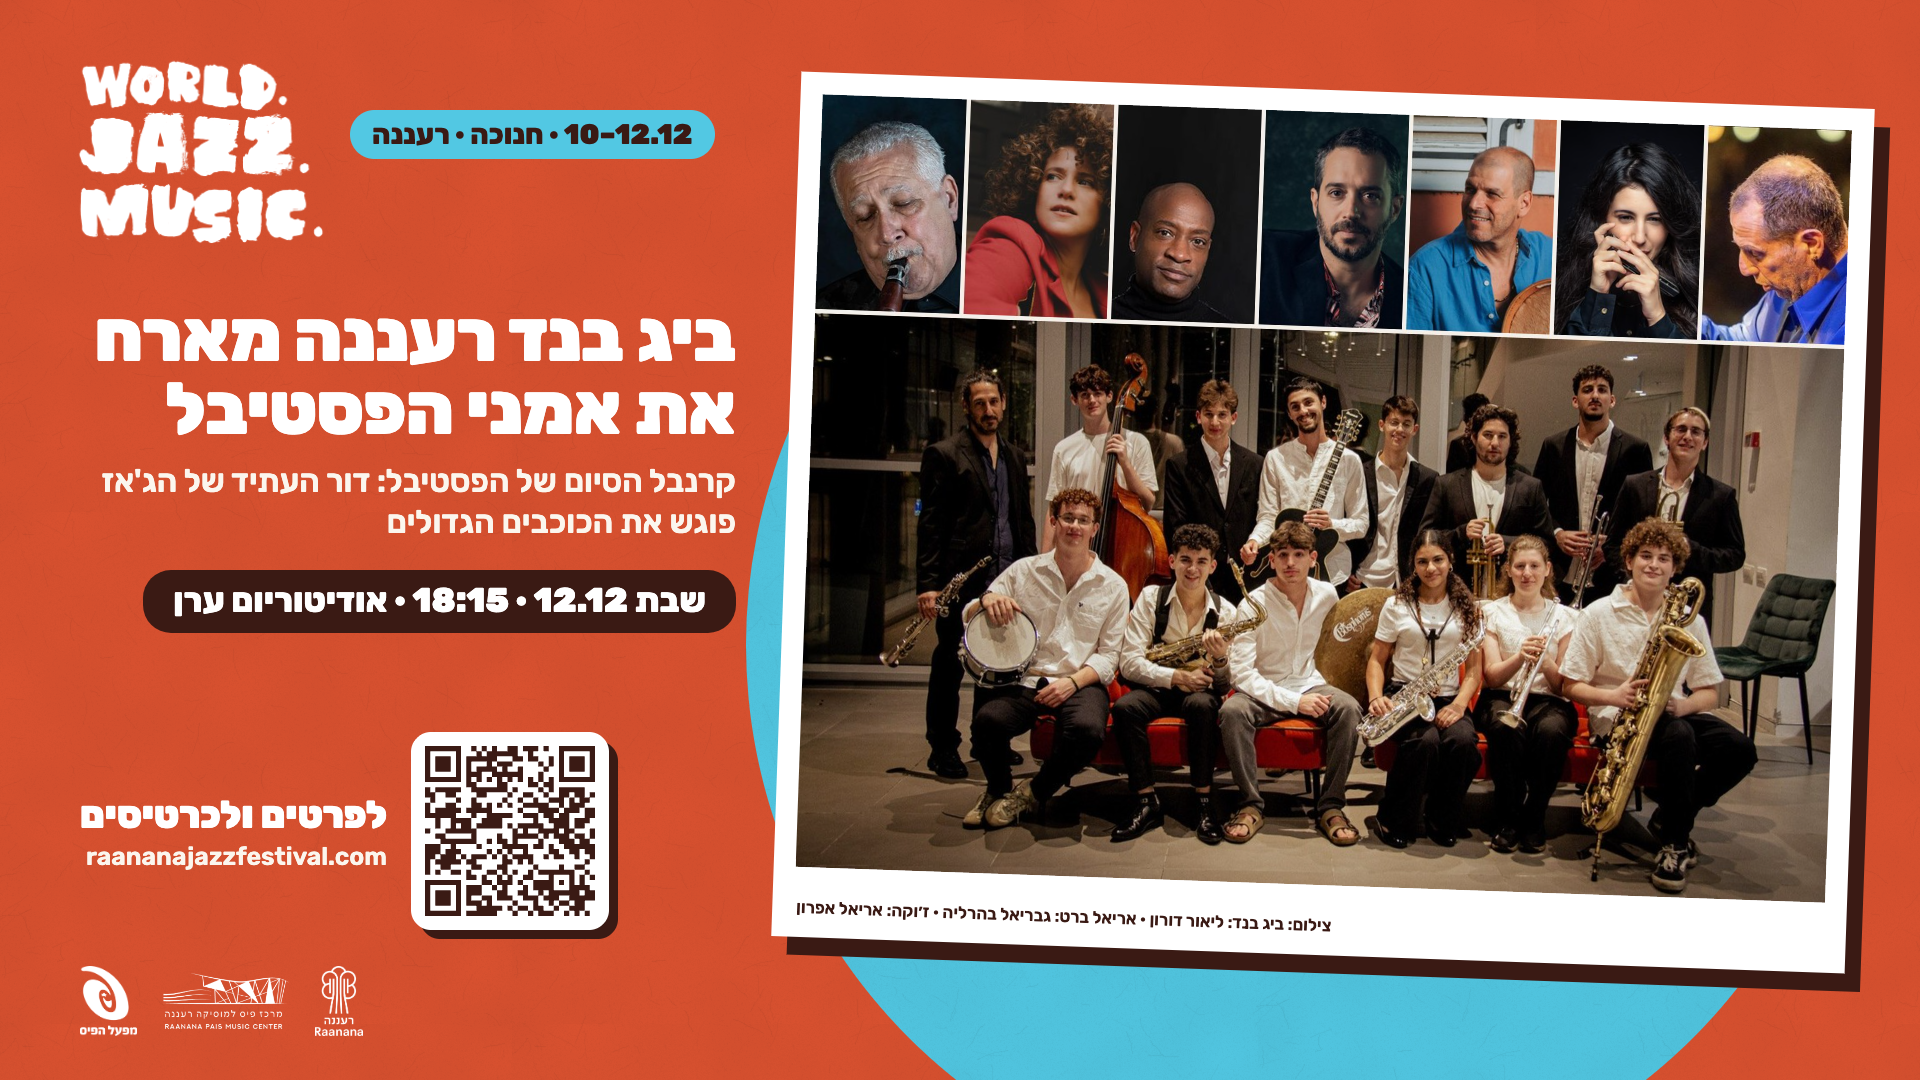 WORLD.
JAZZ.
MUSIC.
10-12.12 • חנוכה • רעננה
ביג בנד רעננה מארח
את אמני הפסטיבל
קרנבל הסיום של הפסטיבל: דור העתיד של הג'אז
פוגש את הכוכבים הגדולים
שבת 12.12 • 18:15 • אודיטוריום ערן
לפרטים ולכרטיסים
raananajazzfestival.com
צילום: ביג בנד: ליאור דורון • אריאל ברט: גבריאל בהרליה • ז׳וקה: אריאל אפרון
Bosphorus
מפעל הפיס
מרכז פיס למוסיקה רעננה
RAANANA PAIS MUSIC CENTER
רעננה
Raanana